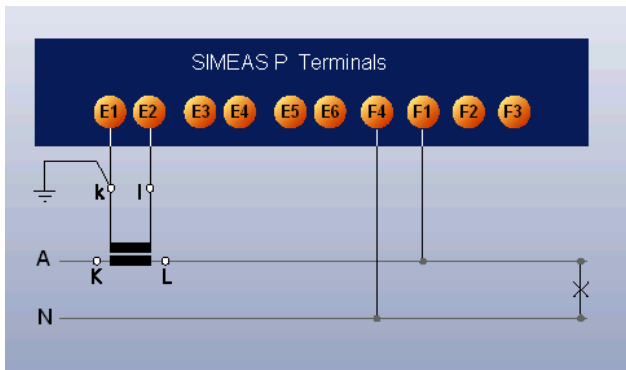 SIMEAS P Terminals
E1 E2 E3 E4 E5 E6 F4 F1 F2 F3
k l
A
K L
N